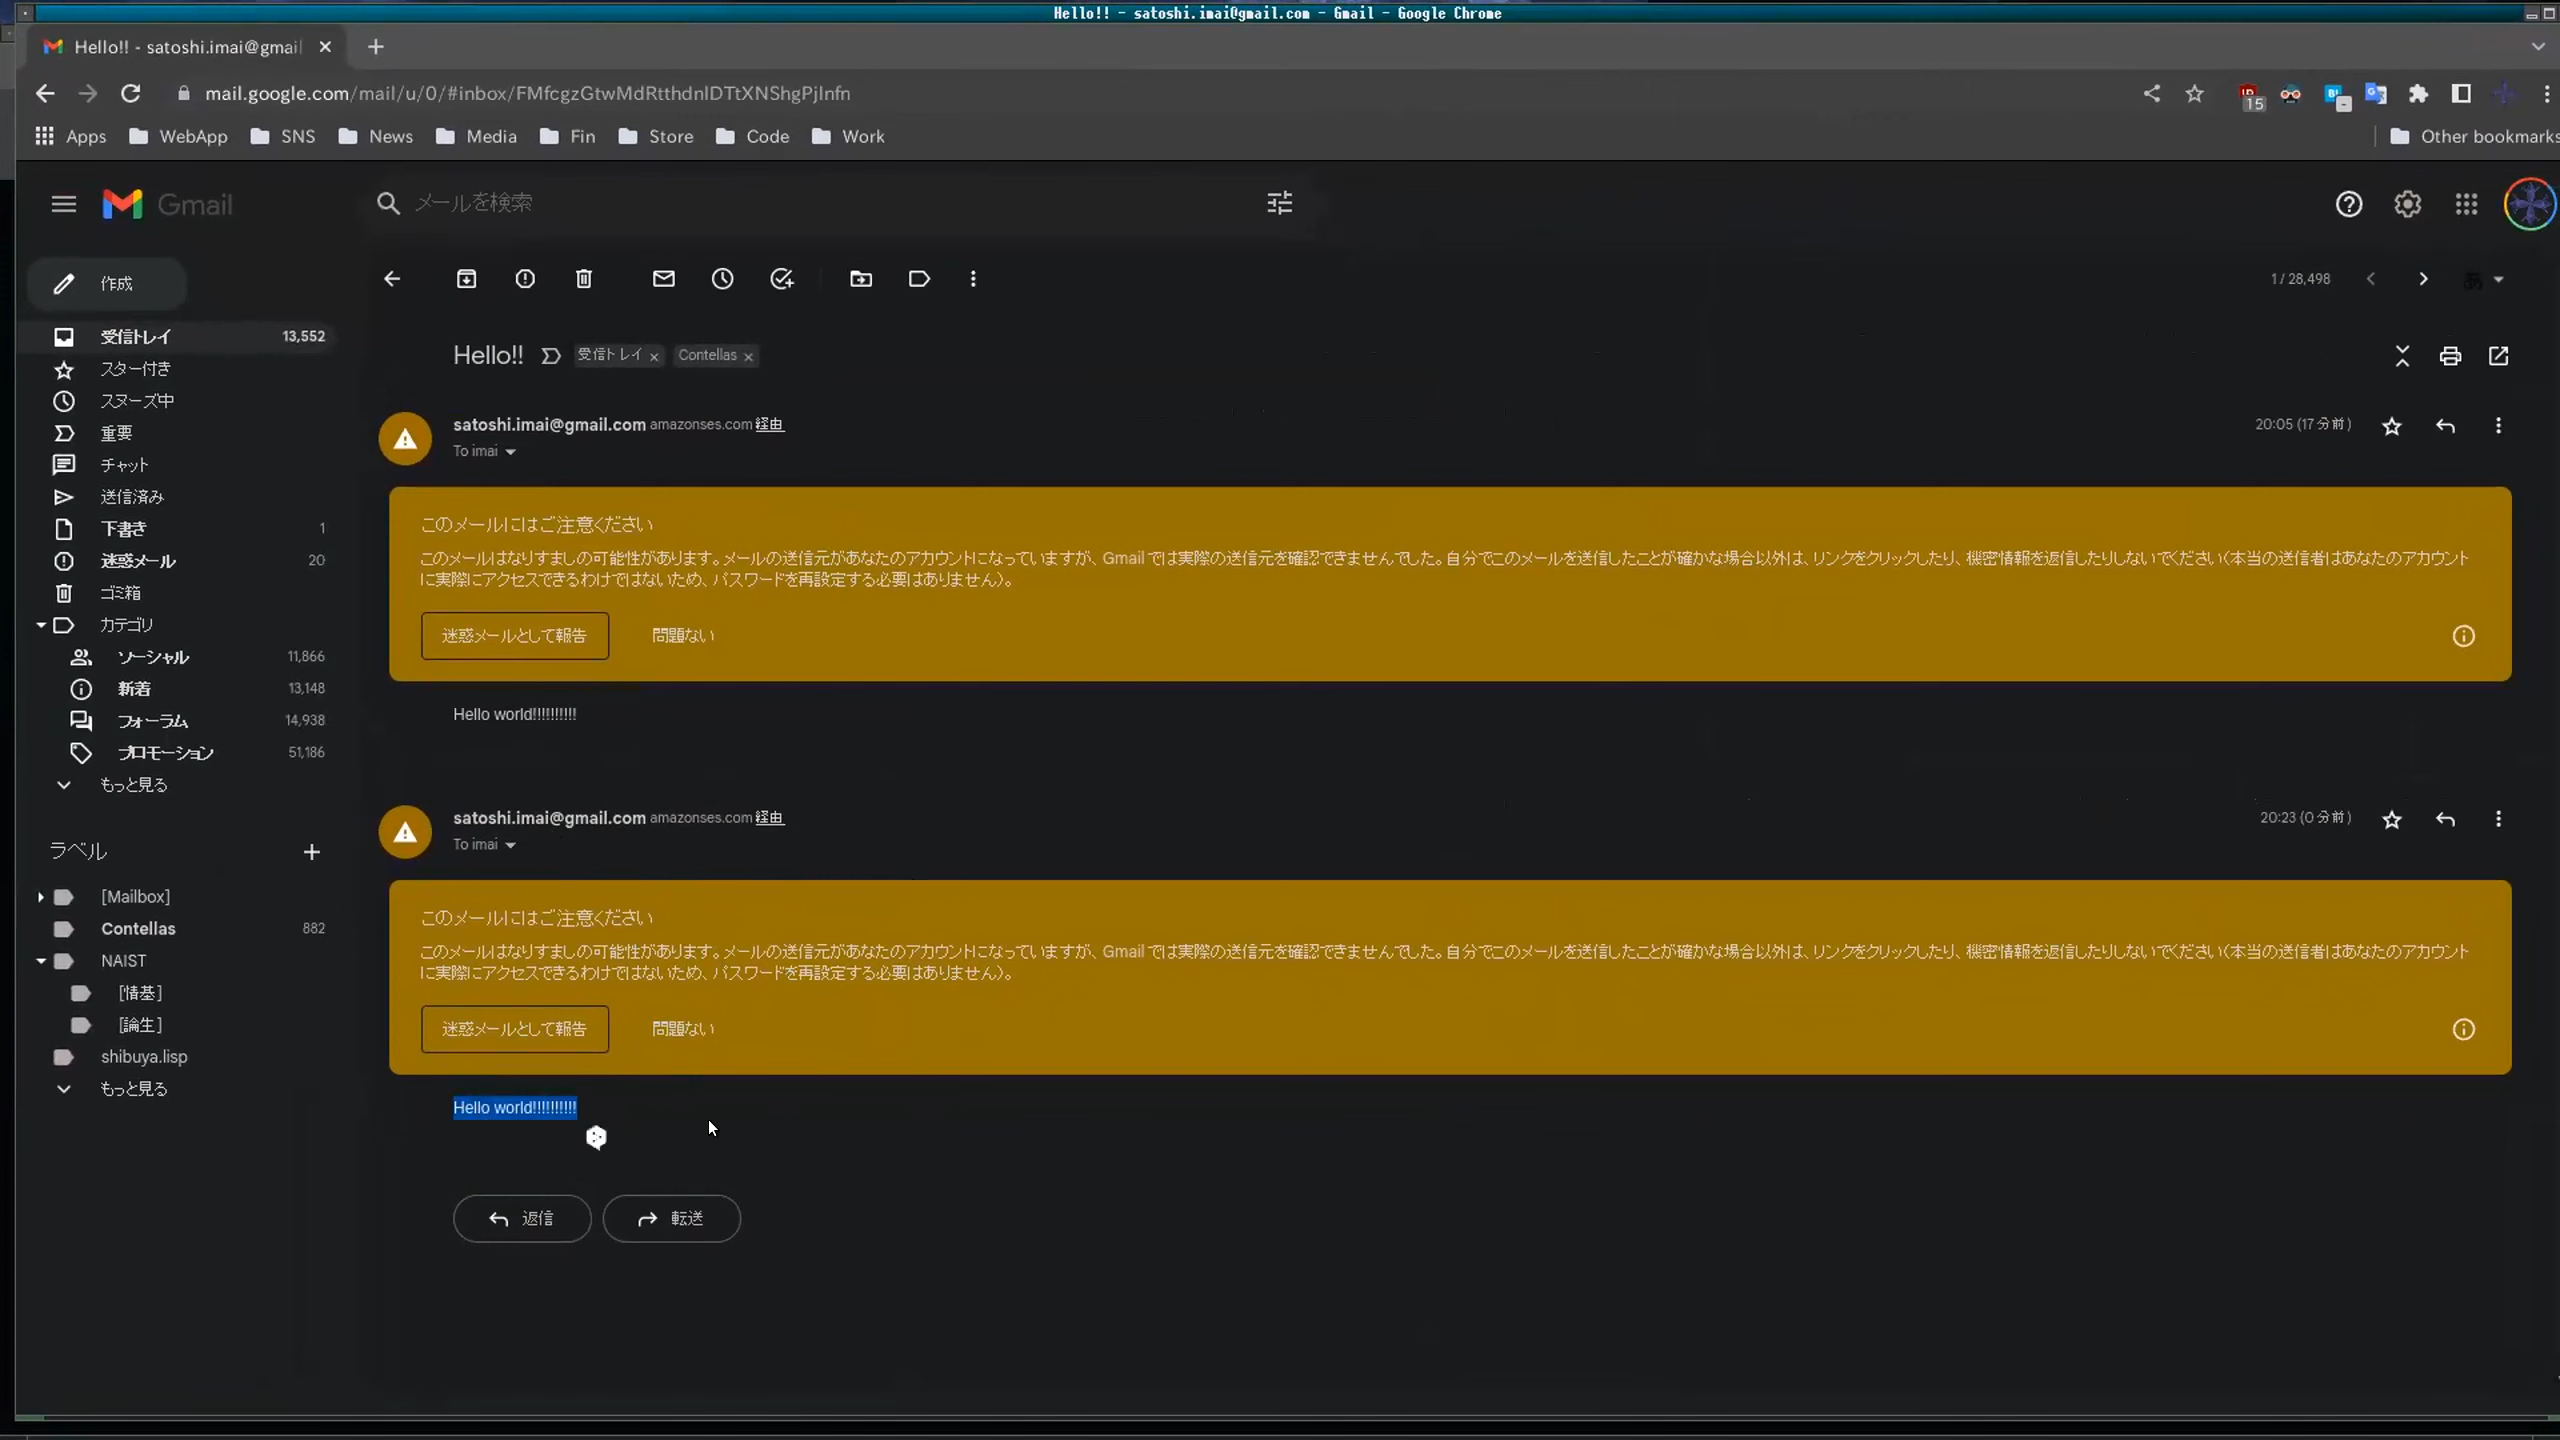 Hello!! - satoshi.imai@gmail.com - Gmail - Google Chrome
Hello!! - satoshi.imai@gmail
mail.google.com/mail/u/0/#inbox/FMfcgzGtwMdRtthdnlDTtXNShgPjlnfn
15
Apps WebApp SNS News Media Fin Store Code Work Other bookmarks
Gmail メールを検索
作成
1 / 28,498
あ
受信トレイ 13,552
スター付き
スヌーズ中
重要
チャット
送信済み
下書き 1
迷惑メール 20
ゴミ箱
カテゴリ
ソーシャル 11,866
新着 13,148
フォーラム 14,938
プロモーション 51,186
もっと見る
ラベル
[Mailbox]
Contellas 882
NAIST
[情基]
[論生]
shibuya.lisp
もっと見る
Hello!! 受信トレイ Contellas
satoshi.imai@gmail.com amazonses.com 経由 20:05 (17 分前)
To imai
このメールにはご注意ください
このメールはなりすましの可能性があります。メールの送信元があなたのアカウントになっていますが、Gmail では実際の送信元を確認できませんでした。自分でこのメールを送信したことが確かな場合以外は、リンクをクリックしたり、機密情報を返信したりしないでください（本当の送信者はあなたのアカウント
に実際にアクセスできるわけではないため、パスワードを再設定する必要はありません）。
迷惑メールとして報告 問題ない
Hello world!!!!!!!!!!
satoshi.imai@gmail.com amazonses.com 経由 20:23 (0 分前)
To imai
このメールにはご注意ください
このメールはなりすましの可能性があります。メールの送信元があなたのアカウントになっていますが、Gmail では実際の送信元を確認できませんでした。自分でこのメールを送信したことが確かな場合以外は、リンクをクリックしたり、機密情報を返信したりしないでください（本当の送信者はあなたのアカウント
に実際にアクセスできるわけではないため、パスワードを再設定する必要はありません）。
迷惑メールとして報告 問題ない
Hello world!!!!!!!!!!
返信 転送